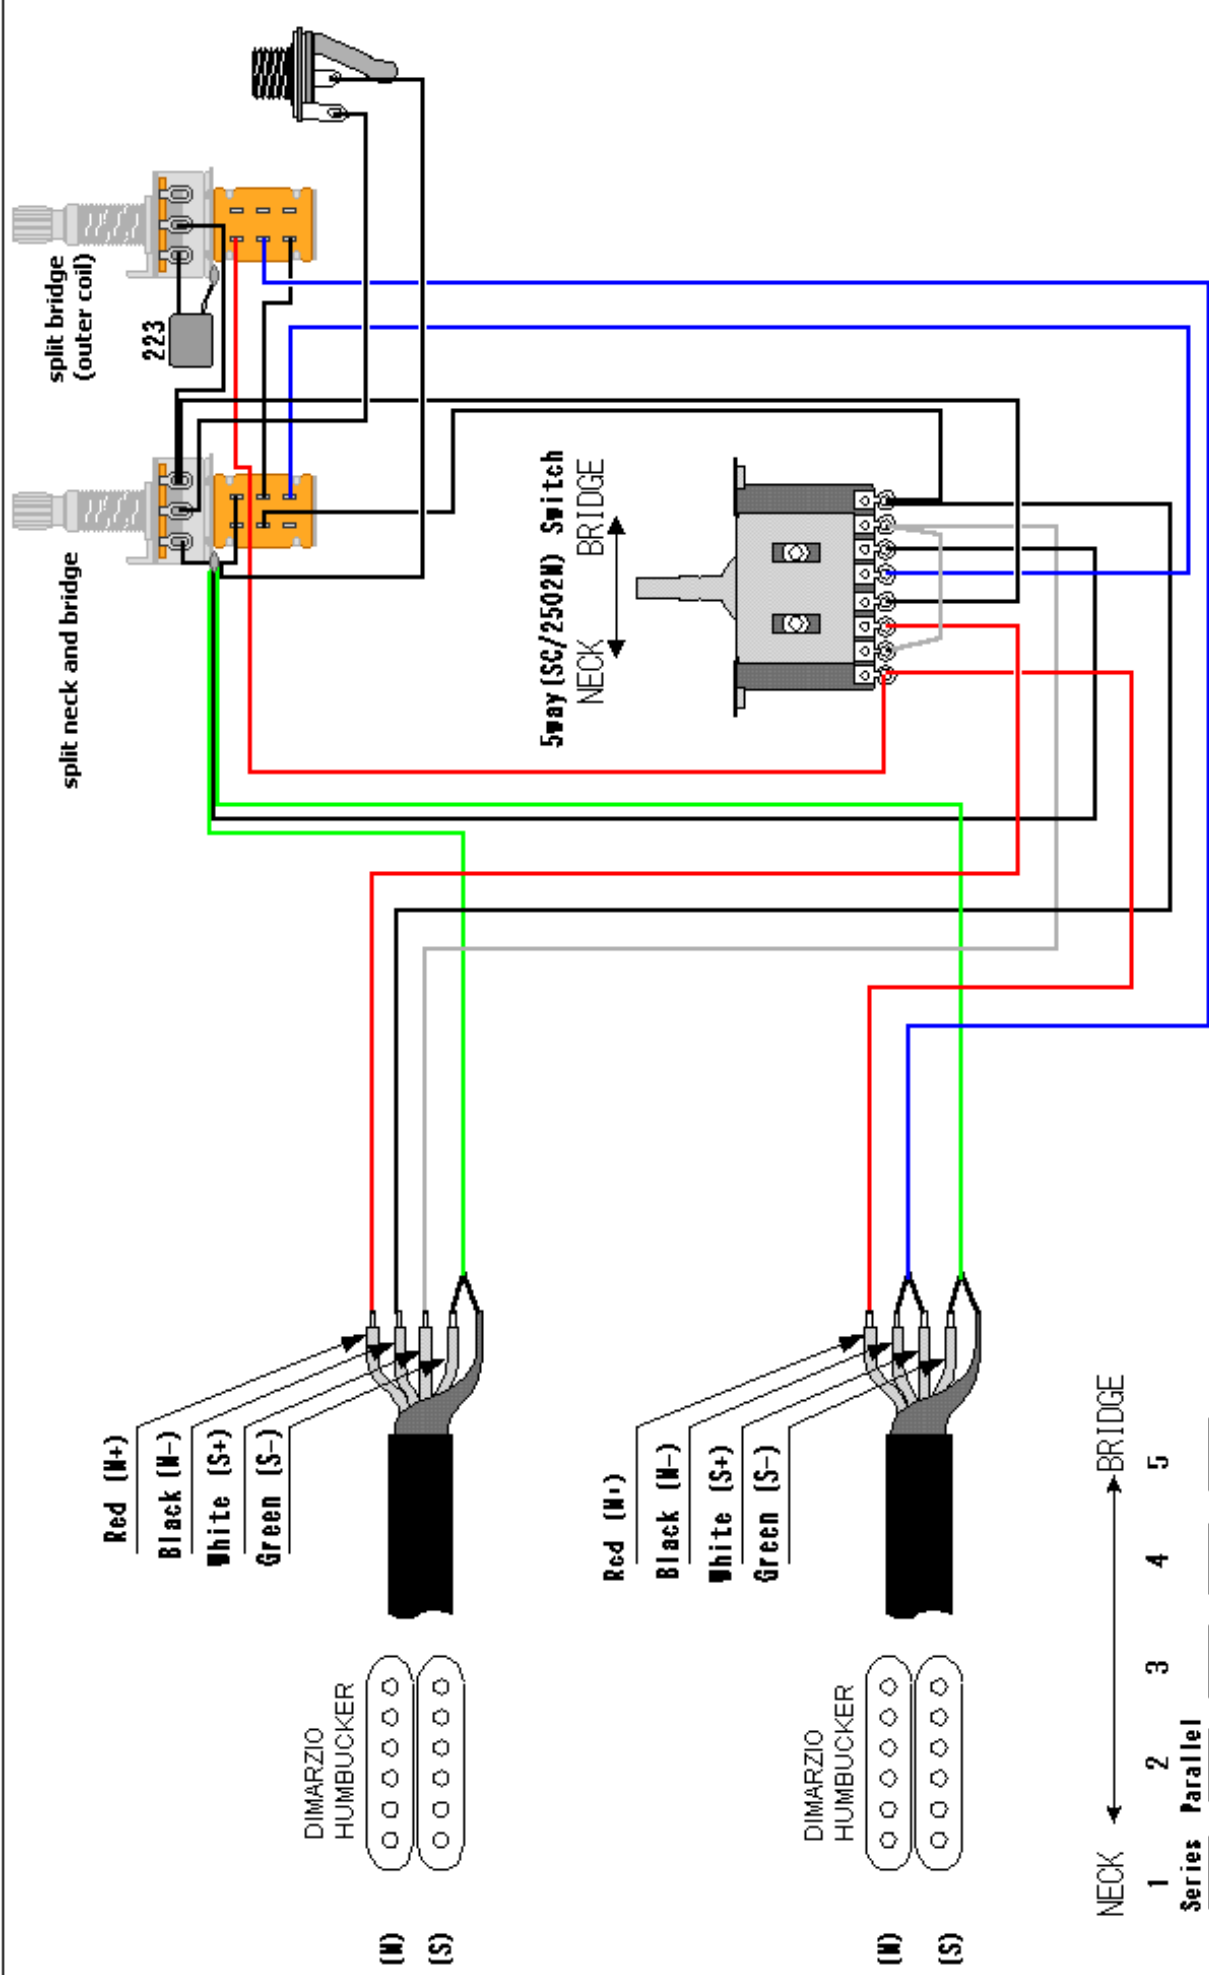 split bridge
(outer coil)
223
split neck and bridge
5way(SC/2502N) Switch
NECK BRIDGE
Red (N+)
Black (N-)
White (S+)
Green (S-)
DIMARZIO
HUMBUCKER
(N)
(S)
Red (N+)
Black (N-)
White (S+)
Green (S-)
DIMARZIO
HUMBUCKER
(N)
(S)
NECK BRIDGE
1 2 3 4 5
Series Parallel